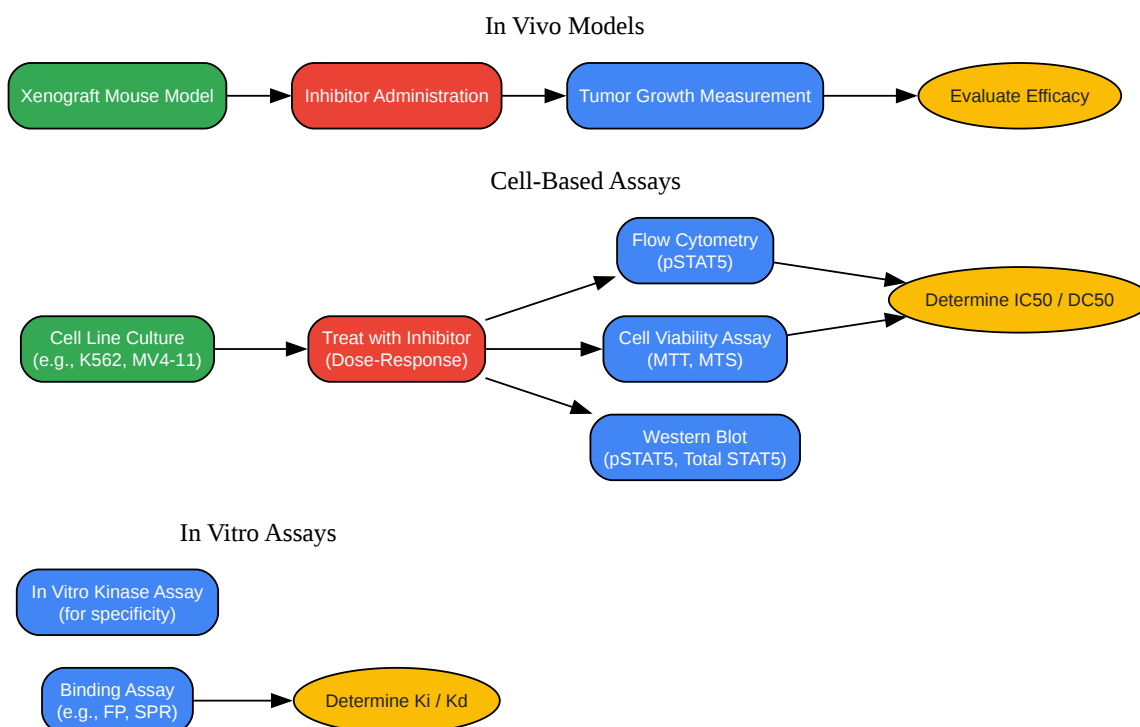 In Vivo Models
Xenograft Mouse Model
Inhibitor Administration
Tumor Growth Measurement
Evaluate Efficacy
Cell-Based Assays
Cell Line Culture
(e.g., K562, MV4-11)
Treat with Inhibitor
(Dose-Response)
Flow Cytometry
(pSTAT5)
Cell Viability Assay
(MTT, MTS)
Western Blot
(pSTAT5, Total STAT5)
Determine IC50 / DC50
In Vitro Assays
In Vitro Kinase Assay
(for specificity)
Binding Assay
(e.g., FP, SPR)
Determine Ki / Kd